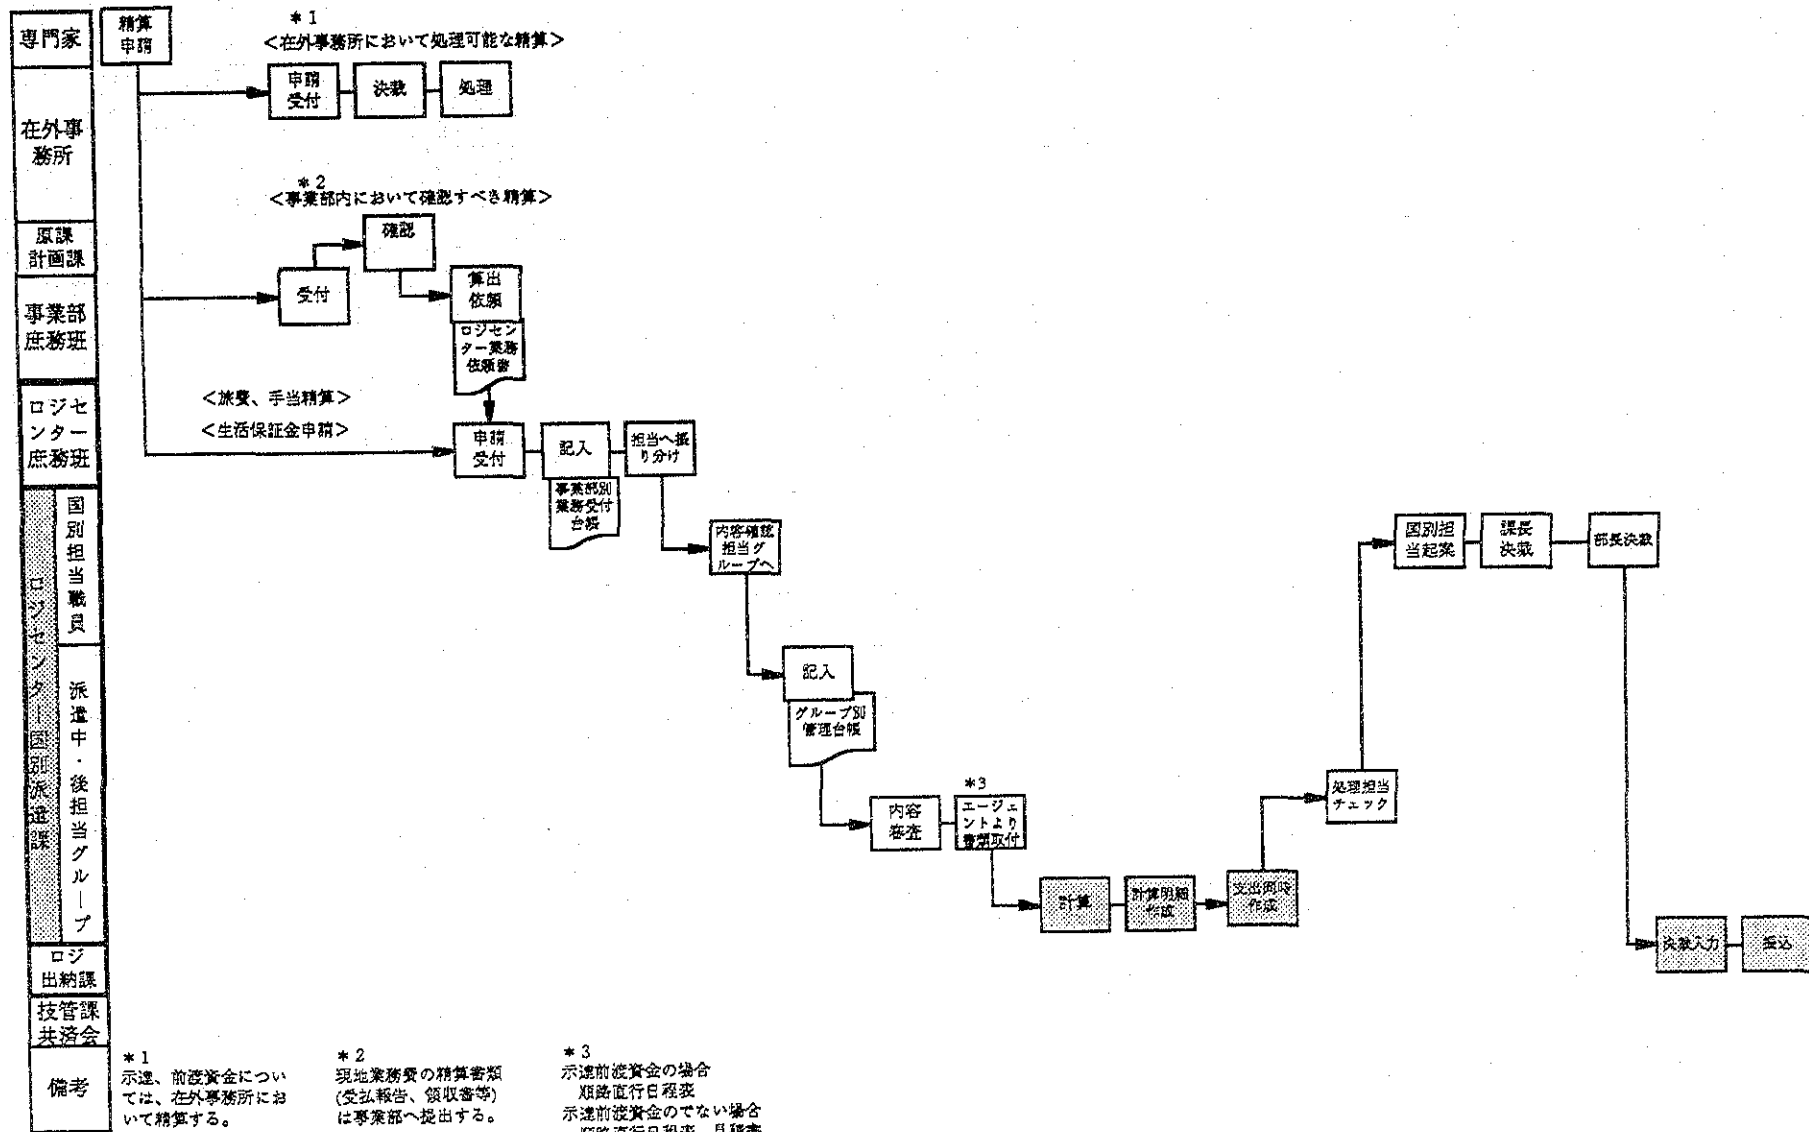 専門家
在外事
務所
原課
計画課
事業部
庶務班
ロジセ
ンター
庶務班
ロジセンター国別派遣課
国別担当職員
派遣中・後担当グループ
ロジ
出納課
技管課
共済会
備考
精算
申請
*1
<在外事務所において処理可能な精算>
申請
受付
決裁
処理
*2
<事業部内において確認すべき精算>
受付
確認
算出
依頼
ロジセン
ター業務
依頼書
<旅費、手当精算>
<生活保証金申請>
申請
受付
記入
事業部別
業務受付
台帳
担当へ振
り分け
内容確認
担当グ
ループへ
記入
グループ別
管理台帳
内容
審査
*3
エージェ
ントより
書類取付
計算
計算明細
作成
支出伺時
作成
処理担当
チェック
国別担
当起案
課長
決裁
部長決裁
決裁入力
振込
*1
示達、前渡資金につい
ては、在外事務所にお
いて精算する。
*2
現地業務費の精算書類
(受払報告、領収書等)
は事業部へ提出する。
*3
示達前渡資金の場合
順路直行日程表
示達前渡資金のでない場合
順路直行日程表、見積書